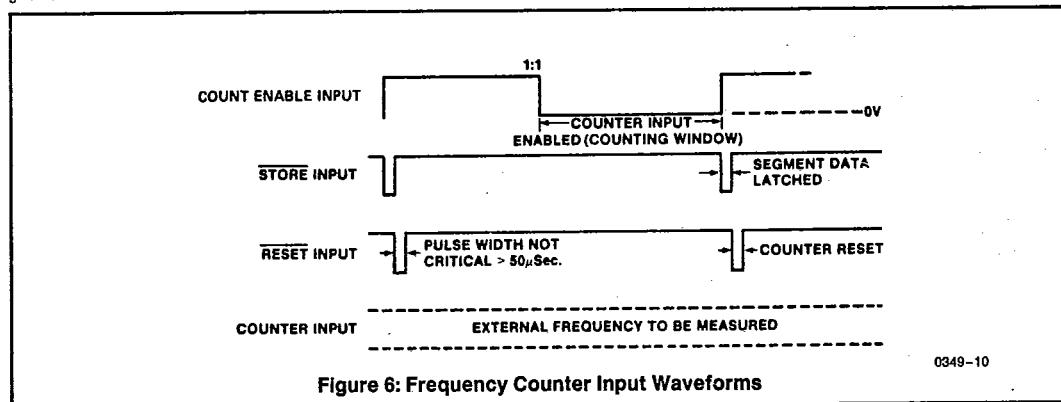 1:1
COUNT ENABLE INPUT
0V
COUNTER INPUT
ENABLED (COUNTING WINDOW)
STORE INPUT
SEGMENT DATA
LATCHED
RESET INPUT
PULSE WIDTH NOT
CRITICAL > 50μSec.
COUNTER RESET
COUNTER INPUT
EXTERNAL FREQUENCY TO BE MEASURED
0349-10
Figure 6: Frequency Counter Input Waveforms